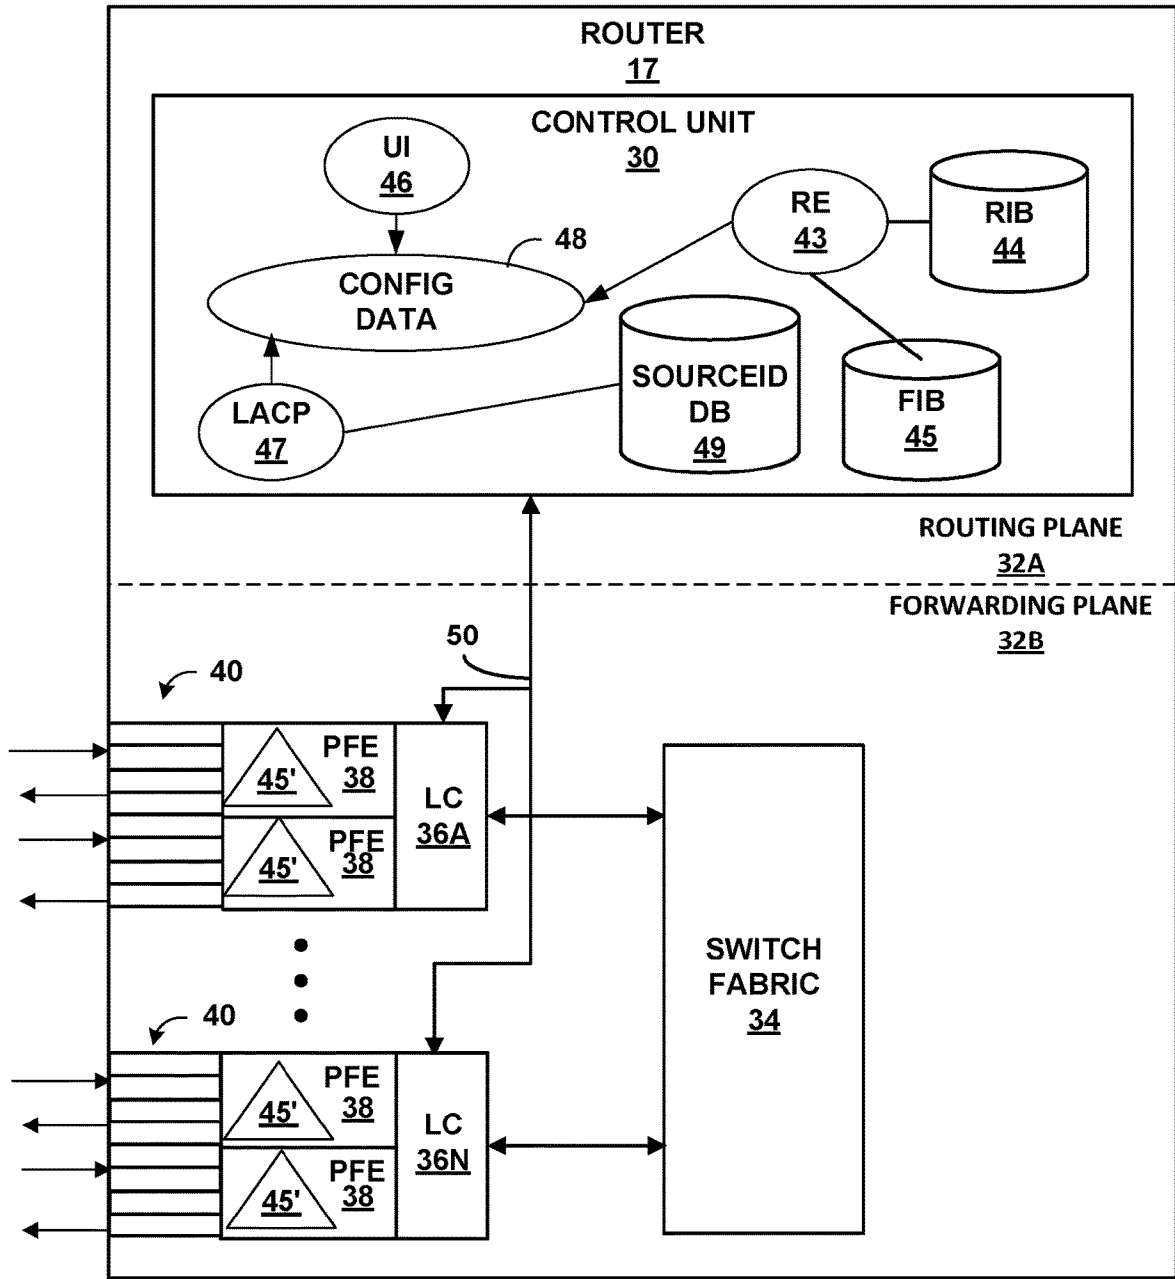 ROUTER
17
CONTROL UNIT
30
UI
46
48
CONFIG
DATA
RE
43
RIB
44
LACP
47
SOURCEID
DB
49
FIB
45
ROUTING PLANE
32A
FORWARDING PLANE
32B
50
40
45'
PFE
38
45'
PFE
38
LC
36A
SWITCH
FABRIC
34
40
45'
PFE
38
45'
PFE
38
LC
36N